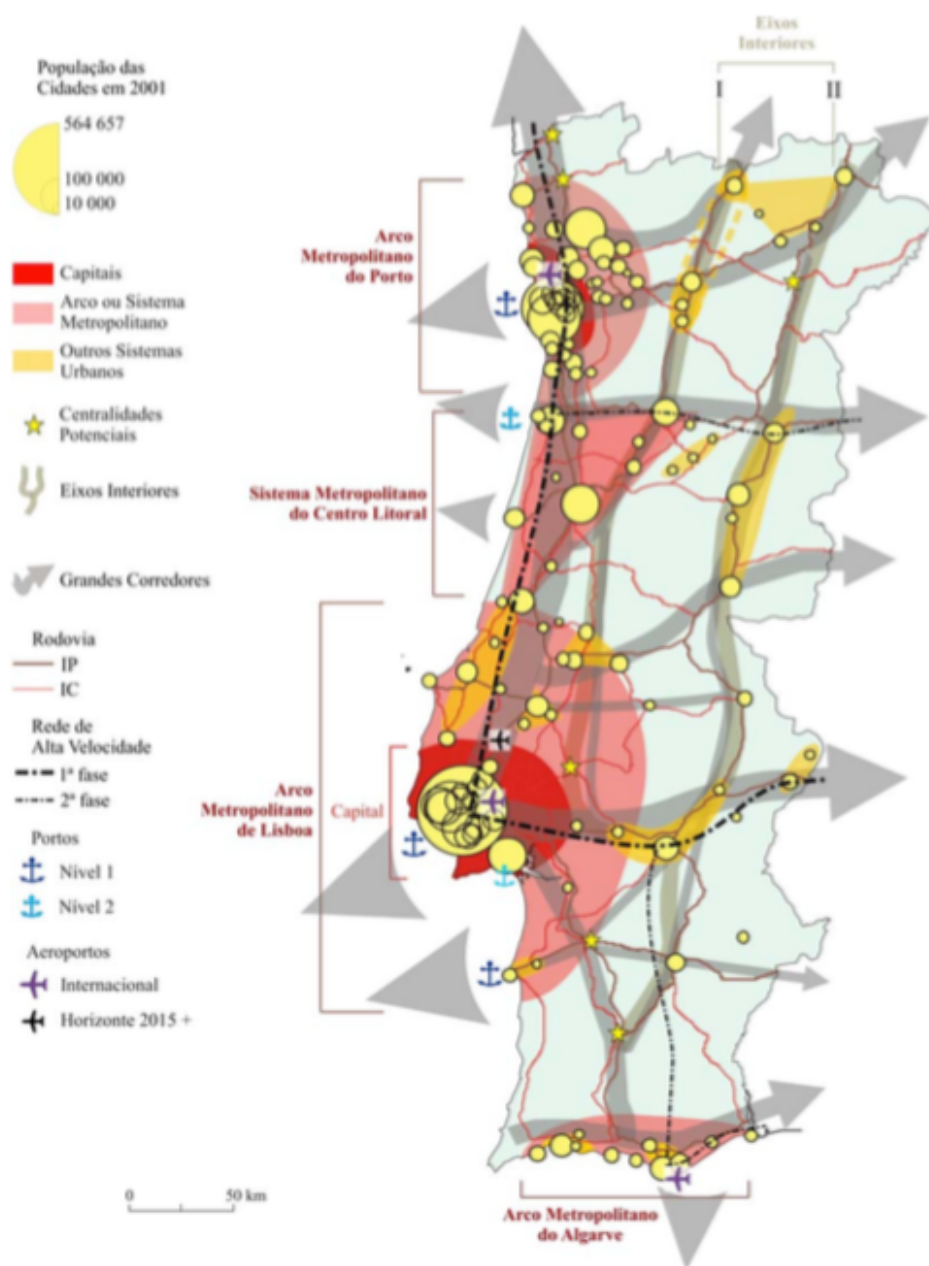 População das
Cidades em 2001
564 657
100 000
10 000
Capitais
Arco ou Sistema
Metropolitano
Outros Sistemas
Urbanos
Centralidades
Potenciais
Eixos Interiores
Grandes Corredores
Rodovia
IP
IC
Rede de
Alta Velocidade
1ª fase
2ª fase
Portos
Nível 1
Nível 2
Aeroportos
Internacional
Horizonte 2015 +
0 50 km
Eixos
Interiores
I II
Arco
Metropolitano
do Porto
Sistema Metropolitano
do Centro Litoral
Arco
Metropolitano
de Lisboa
Capital
Arco Metropolitano
do Algarve